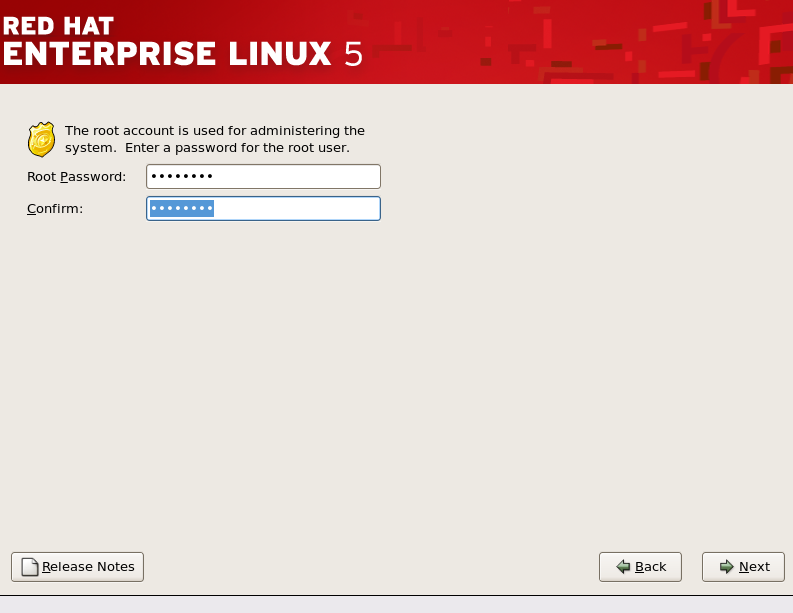 RED HAT
ENTERPRISE LINUX 5
The root account is used for administering the
system.  Enter a password for the root user.
Root Password: ••••••••
Confirm: ••••••••
Release Notes
Back
Next